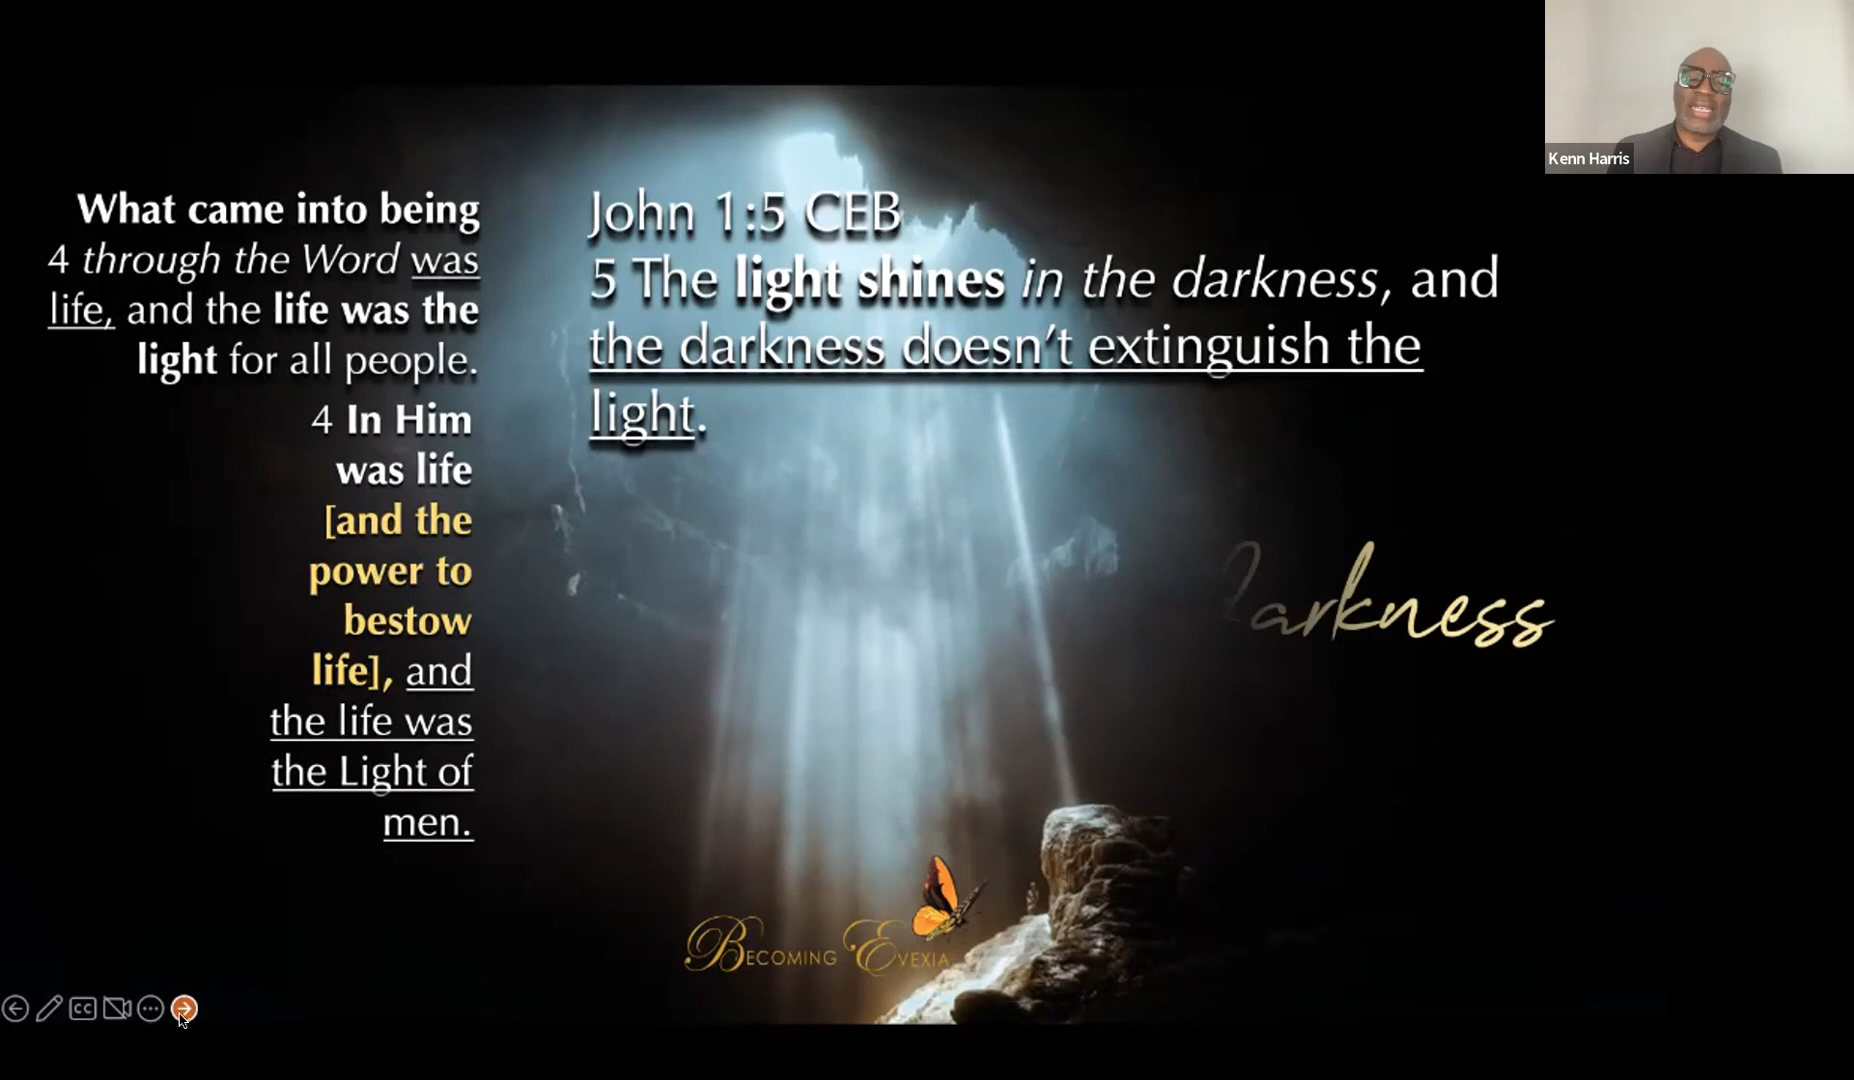 What came into being
4 through the Word was
life, and the life was the
light for all people.
4 In Him
was life
[and the
power to
bestow
life], and
the life was
the Light of
men.
John 1:5 CEB
5 The light shines in the darkness, and
the darkness doesn’t extinguish the
light.
Darkness
BECOMING EVEXIA
Kenn Harris
CC